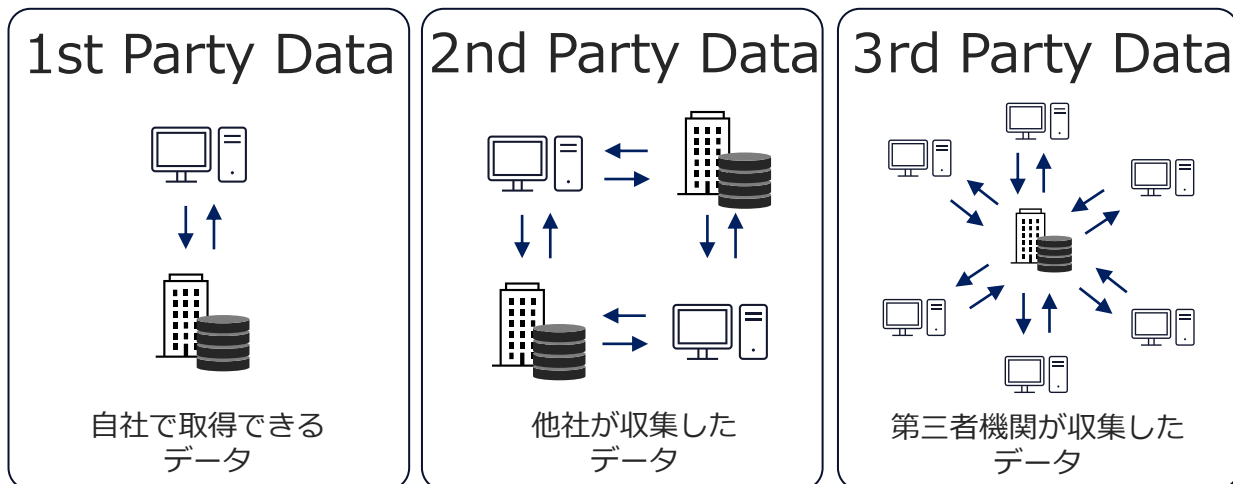 1st Party Data
自社で取得できる
データ
2nd Party Data
他社が収集した
データ
3rd Party Data
第三者機関が収集した
データ